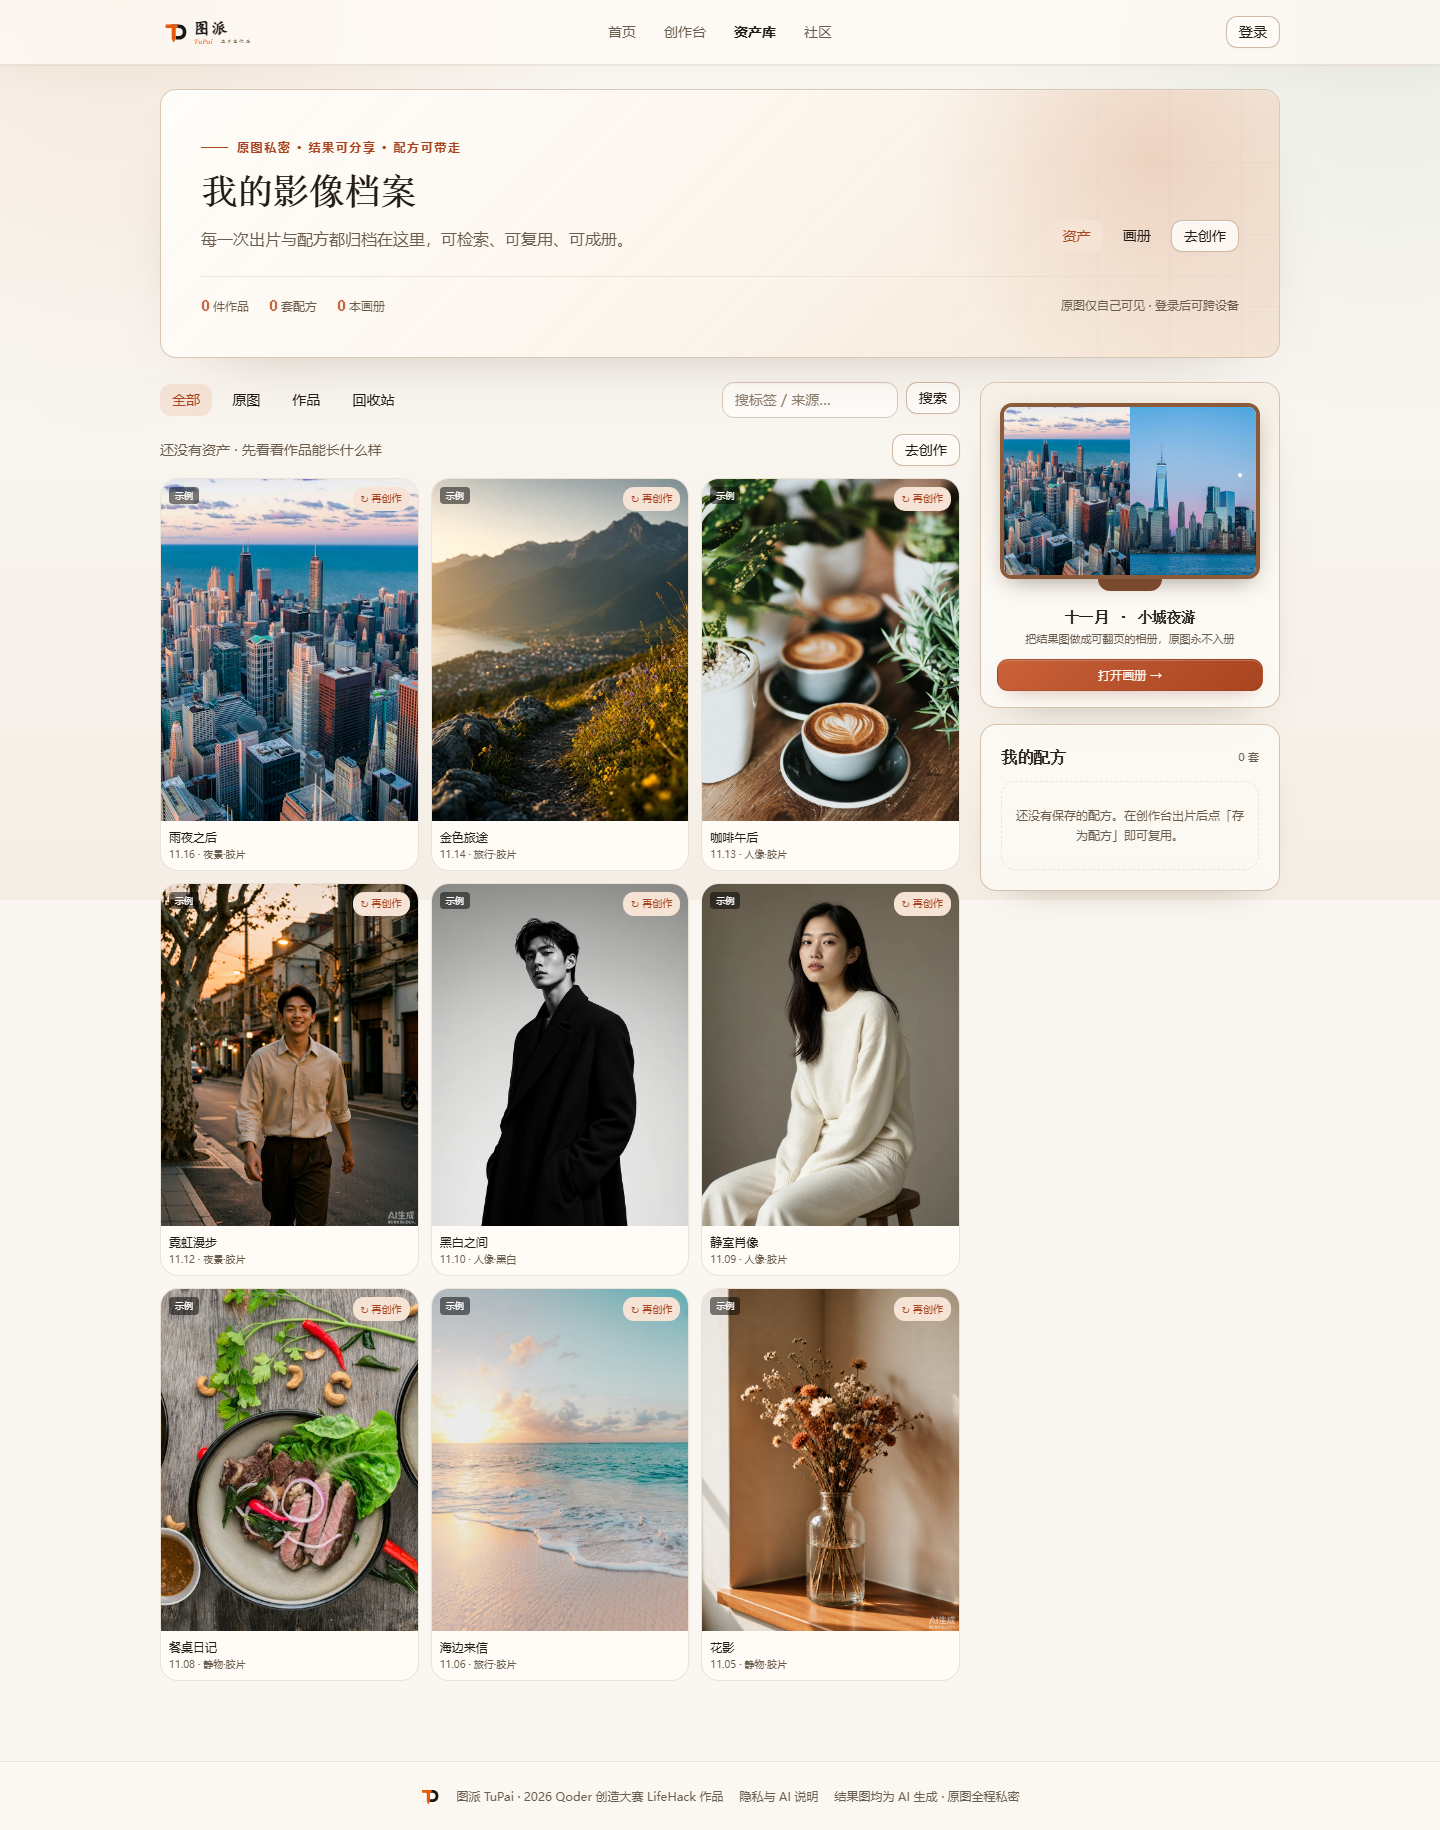 图派
TuPai
首页 创作台 资产库 社区
登录
原图私密 • 结果可分享 • 配方可带走
我的影像档案
每一次出片与配方都归档在这里，可检索、可复用、可成册。
资产 画册 去创作
0 件作品 0 套配方 0 本画册
原图仅自己可见 · 登录后可跨设备
全部 原图 作品 回收站
搜标签 / 来源...
搜索
还没有资产 · 先看看作品能长什么样
去创作
示例 ↻ 再创作
雨夜之后
11.16 · 夜景·胶片
示例 ↻ 再创作
金色旅途
11.14 · 旅行·胶片
示例 ↻ 再创作
咖啡午后
11.13 · 人像·胶片
十一月 · 小城夜游
把结果图做成可翻页的相册，原图永不入册
打开画册 →
我的配方
0 套
还没有保存的配方。在创作台出片后点「存
为配方」即可复用。
示例 ↻ 再创作
AI生成
霓虹漫步
11.12 · 夜景·胶片
示例 ↻ 再创作
黑白之间
11.10 · 人像·黑白
示例 ↻ 再创作
静室肖像
11.09 · 人像·胶片
示例 ↻ 再创作
餐桌日记
11.08 · 静物·胶片
示例 ↻ 再创作
海边来信
11.06 · 旅行·胶片
示例 ↻ 再创作
AI生成
花影
11.05 · 静物·胶片
图派 TuPai · 2026 Qoder 创造大赛 LifeHack 作品 隐私与 AI 说明 结果图均为 AI 生成 · 原图全程私密